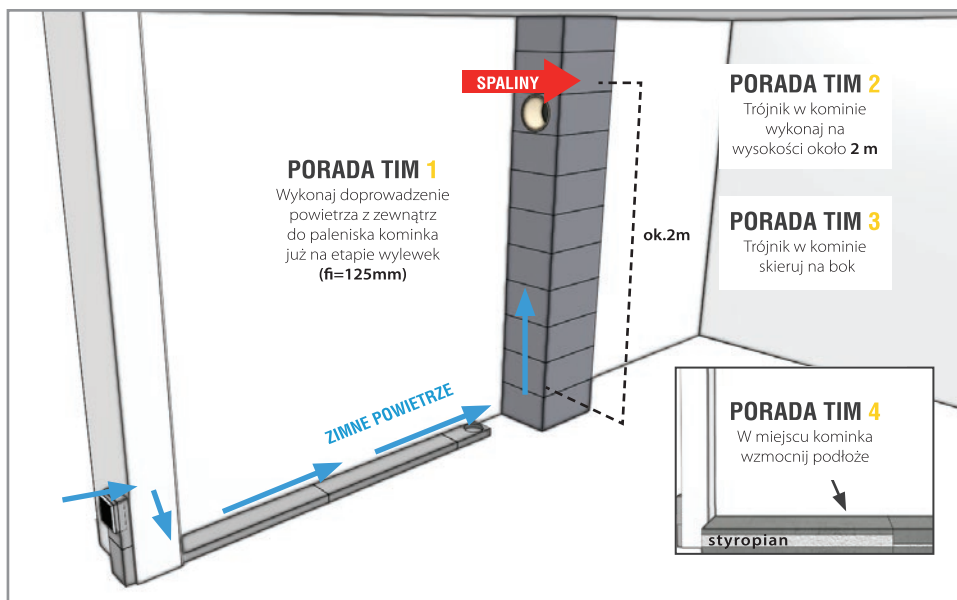 SPALINY
PORADA TIM 1
Wykonaj doprowadzenie
powietrza z zewnątrz
do paleniska kominka
już na etapie wylewek
(fi=125mm)
PORADA TIM 2
Trójnik w kominie
wykonaj na
wysokości około 2 m
ok.2m
PORADA TIM 3
Trójnik w kominie
skieruj na bok
ZIMNE POWIETRZE
PORADA TIM 4
W miejscu kominka
wzmocnij podłoże
styropian